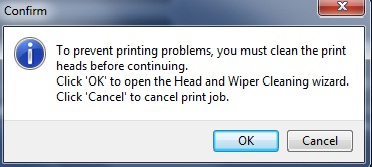 Confirm
To prevent printing problems, you must clean the print
heads before continuing.
Click 'OK' to open the Head and Wiper Cleaning wizard.
Click 'Cancel' to cancel print job.
OK
Cancel